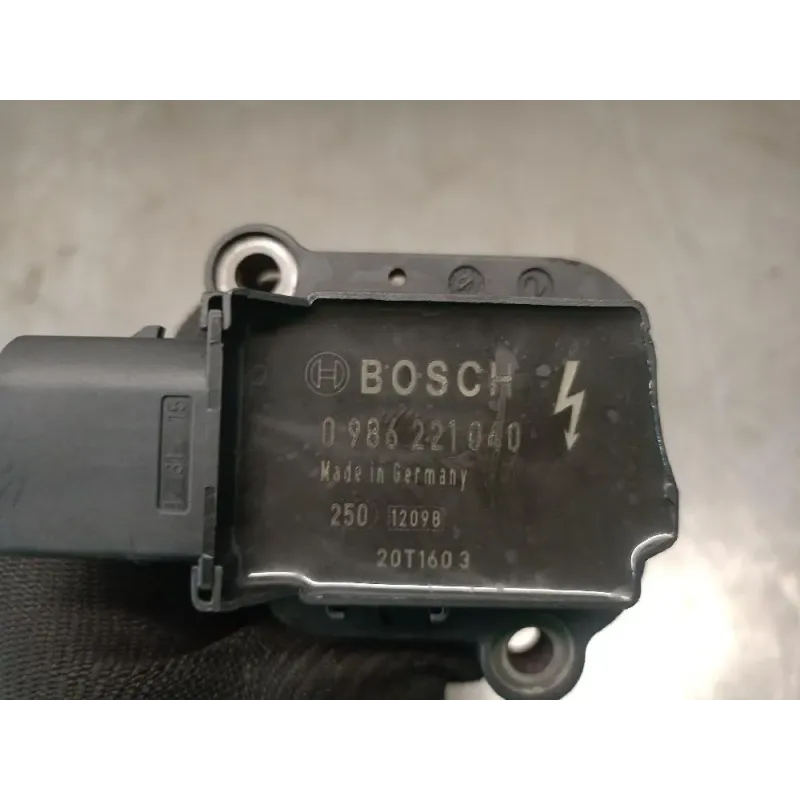 BOSCH
0 986 221 040
Made in Germany
250 12098
20T160 3